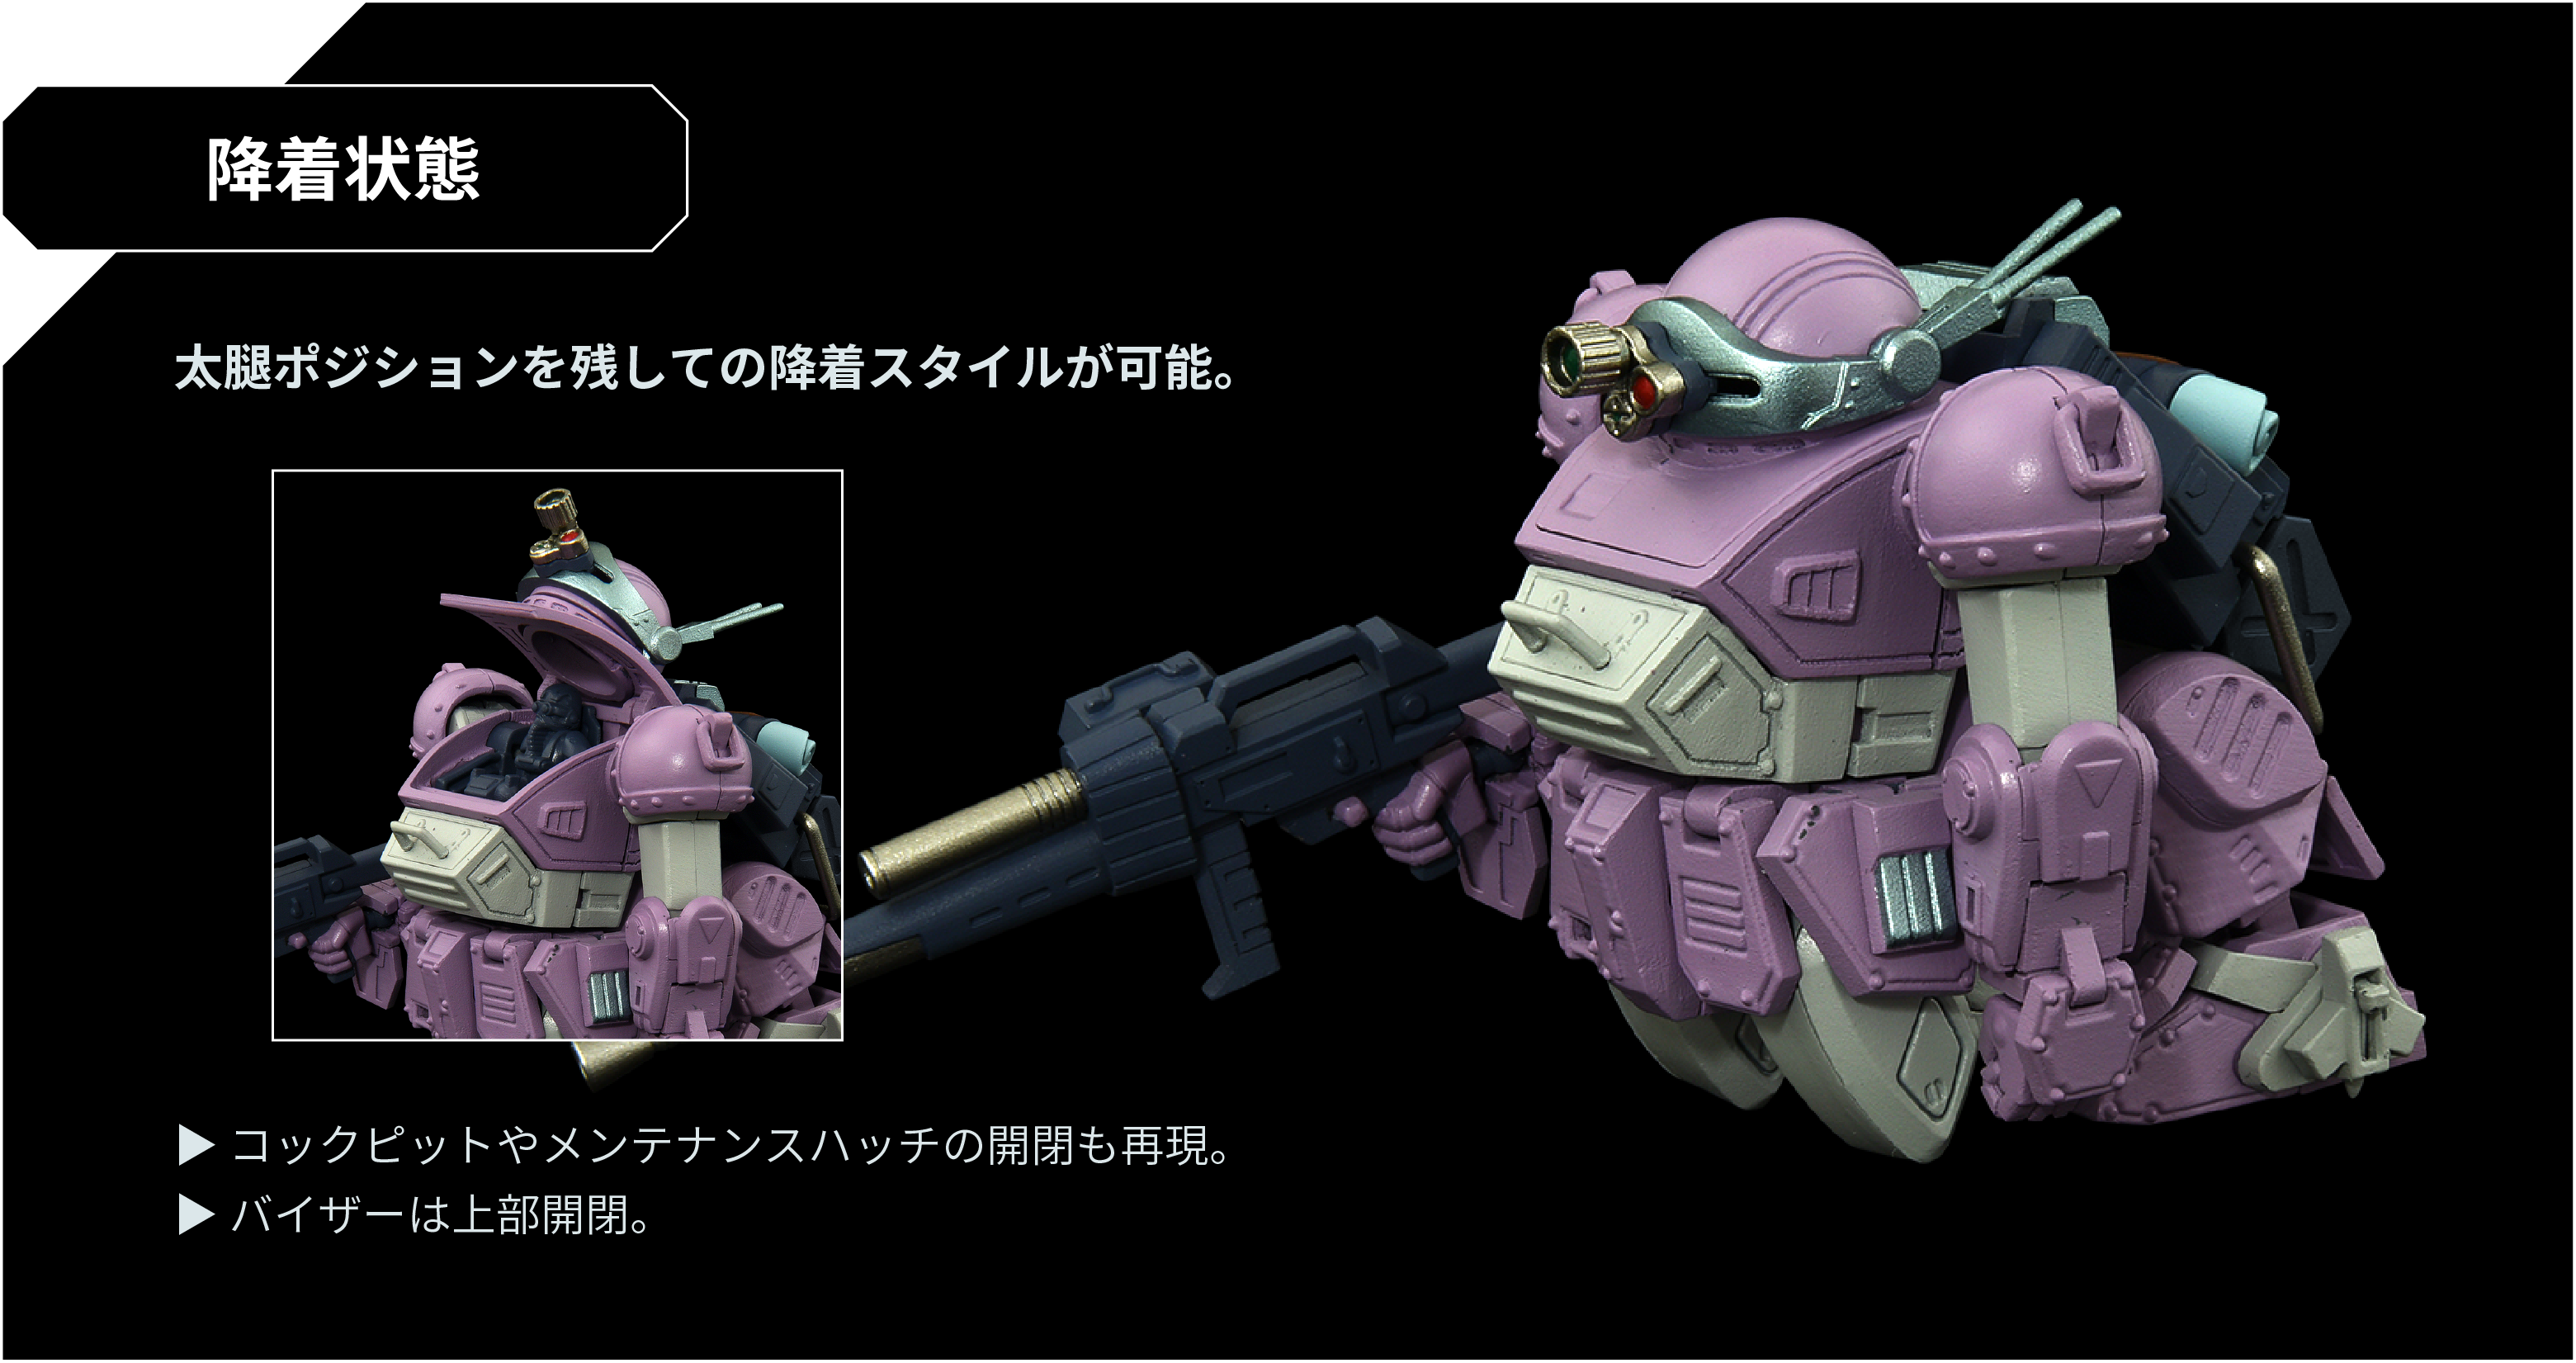 降着状態
太腿ポジションを残しての降着スタイルが可能。
▶ コックピットやメンテナンスハッチの開閉も再現。
▶ バイザーは上部開閉。